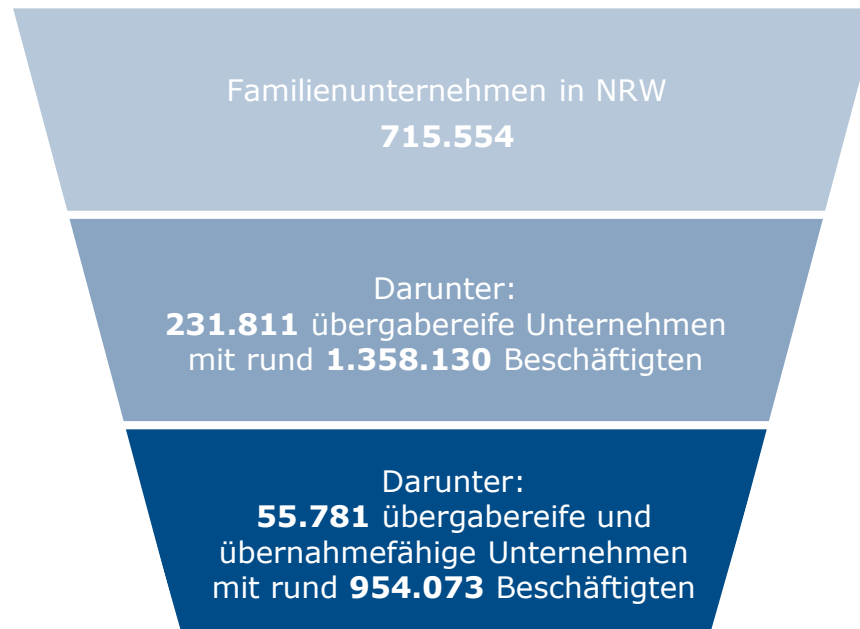 Familienunternehmen in NRW
715.554
Darunter:
231.811 übergabereife Unternehmen
mit rund 1.358.130 Beschäftigten
Darunter:
55.781 übergabereife und
übernahmefähige Unternehmen
mit rund 954.073 Beschäftigten